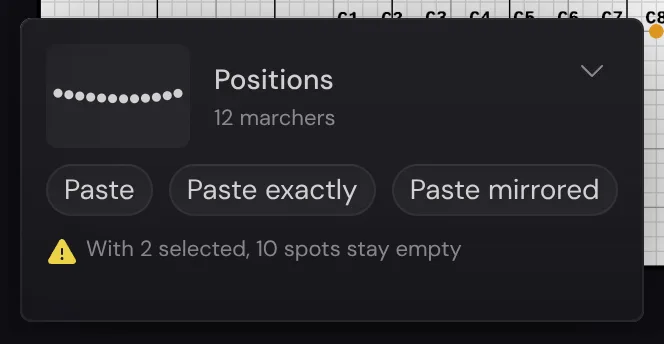 C1 C2 C3 C4 C5 C6 C7 C8
Positions
12 marchers
Paste
Paste exactly
Paste mirrored
With 2 selected, 10 spots stay empty